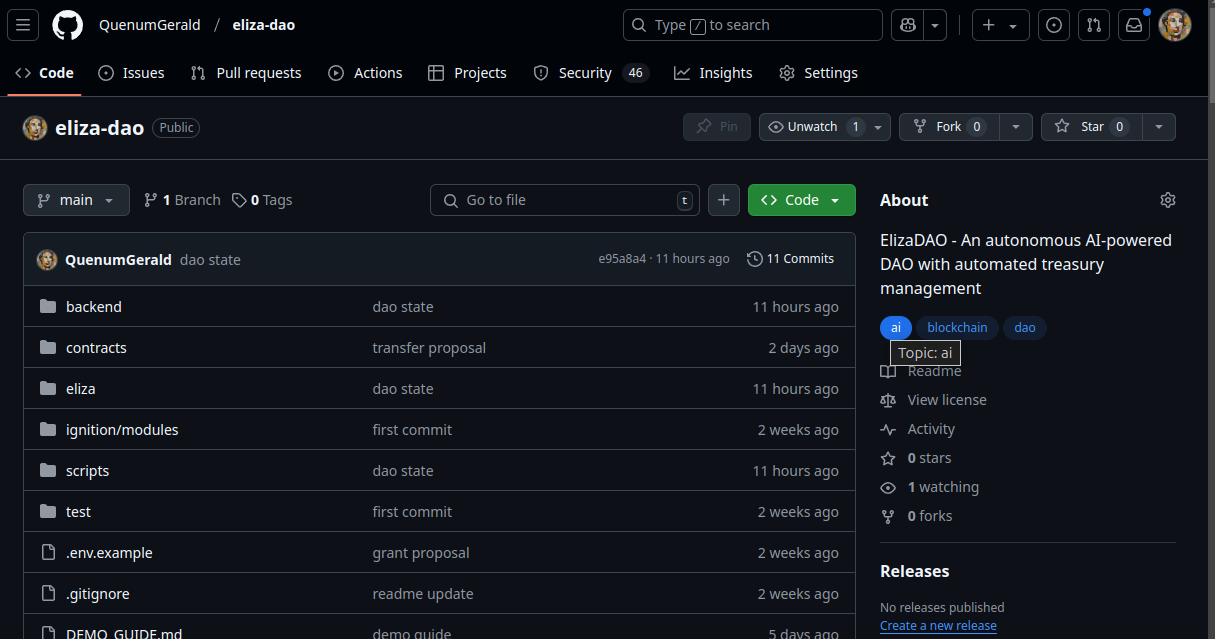 QuenumGerald / eliza-dao
Type / to search
Code Issues Pull requests Actions Projects Security 46 Insights Settings
eliza-dao Public
Pin Unwatch 1 Fork 0 Star 0
main 1 Branch 0 Tags Go to file t Code
QuenumGerald dao state e95a8a4 · 11 hours ago 11 Commits
backend dao state 11 hours ago
contracts transfer proposal 2 days ago
eliza dao state 11 hours ago
ignition/modules first commit 2 weeks ago
scripts dao state 11 hours ago
test first commit 2 weeks ago
.env.example grant proposal 2 weeks ago
.gitignore readme update 2 weeks ago
DEMO_GUIDE.md demo guide 5 days ago
About
ElizaDAO - An autonomous AI-powered
DAO with automated treasury
management
ai blockchain dao
Topic: ai
Readme
View license
Activity
0 stars
1 watching
0 forks
Releases
No releases published
Create a new release